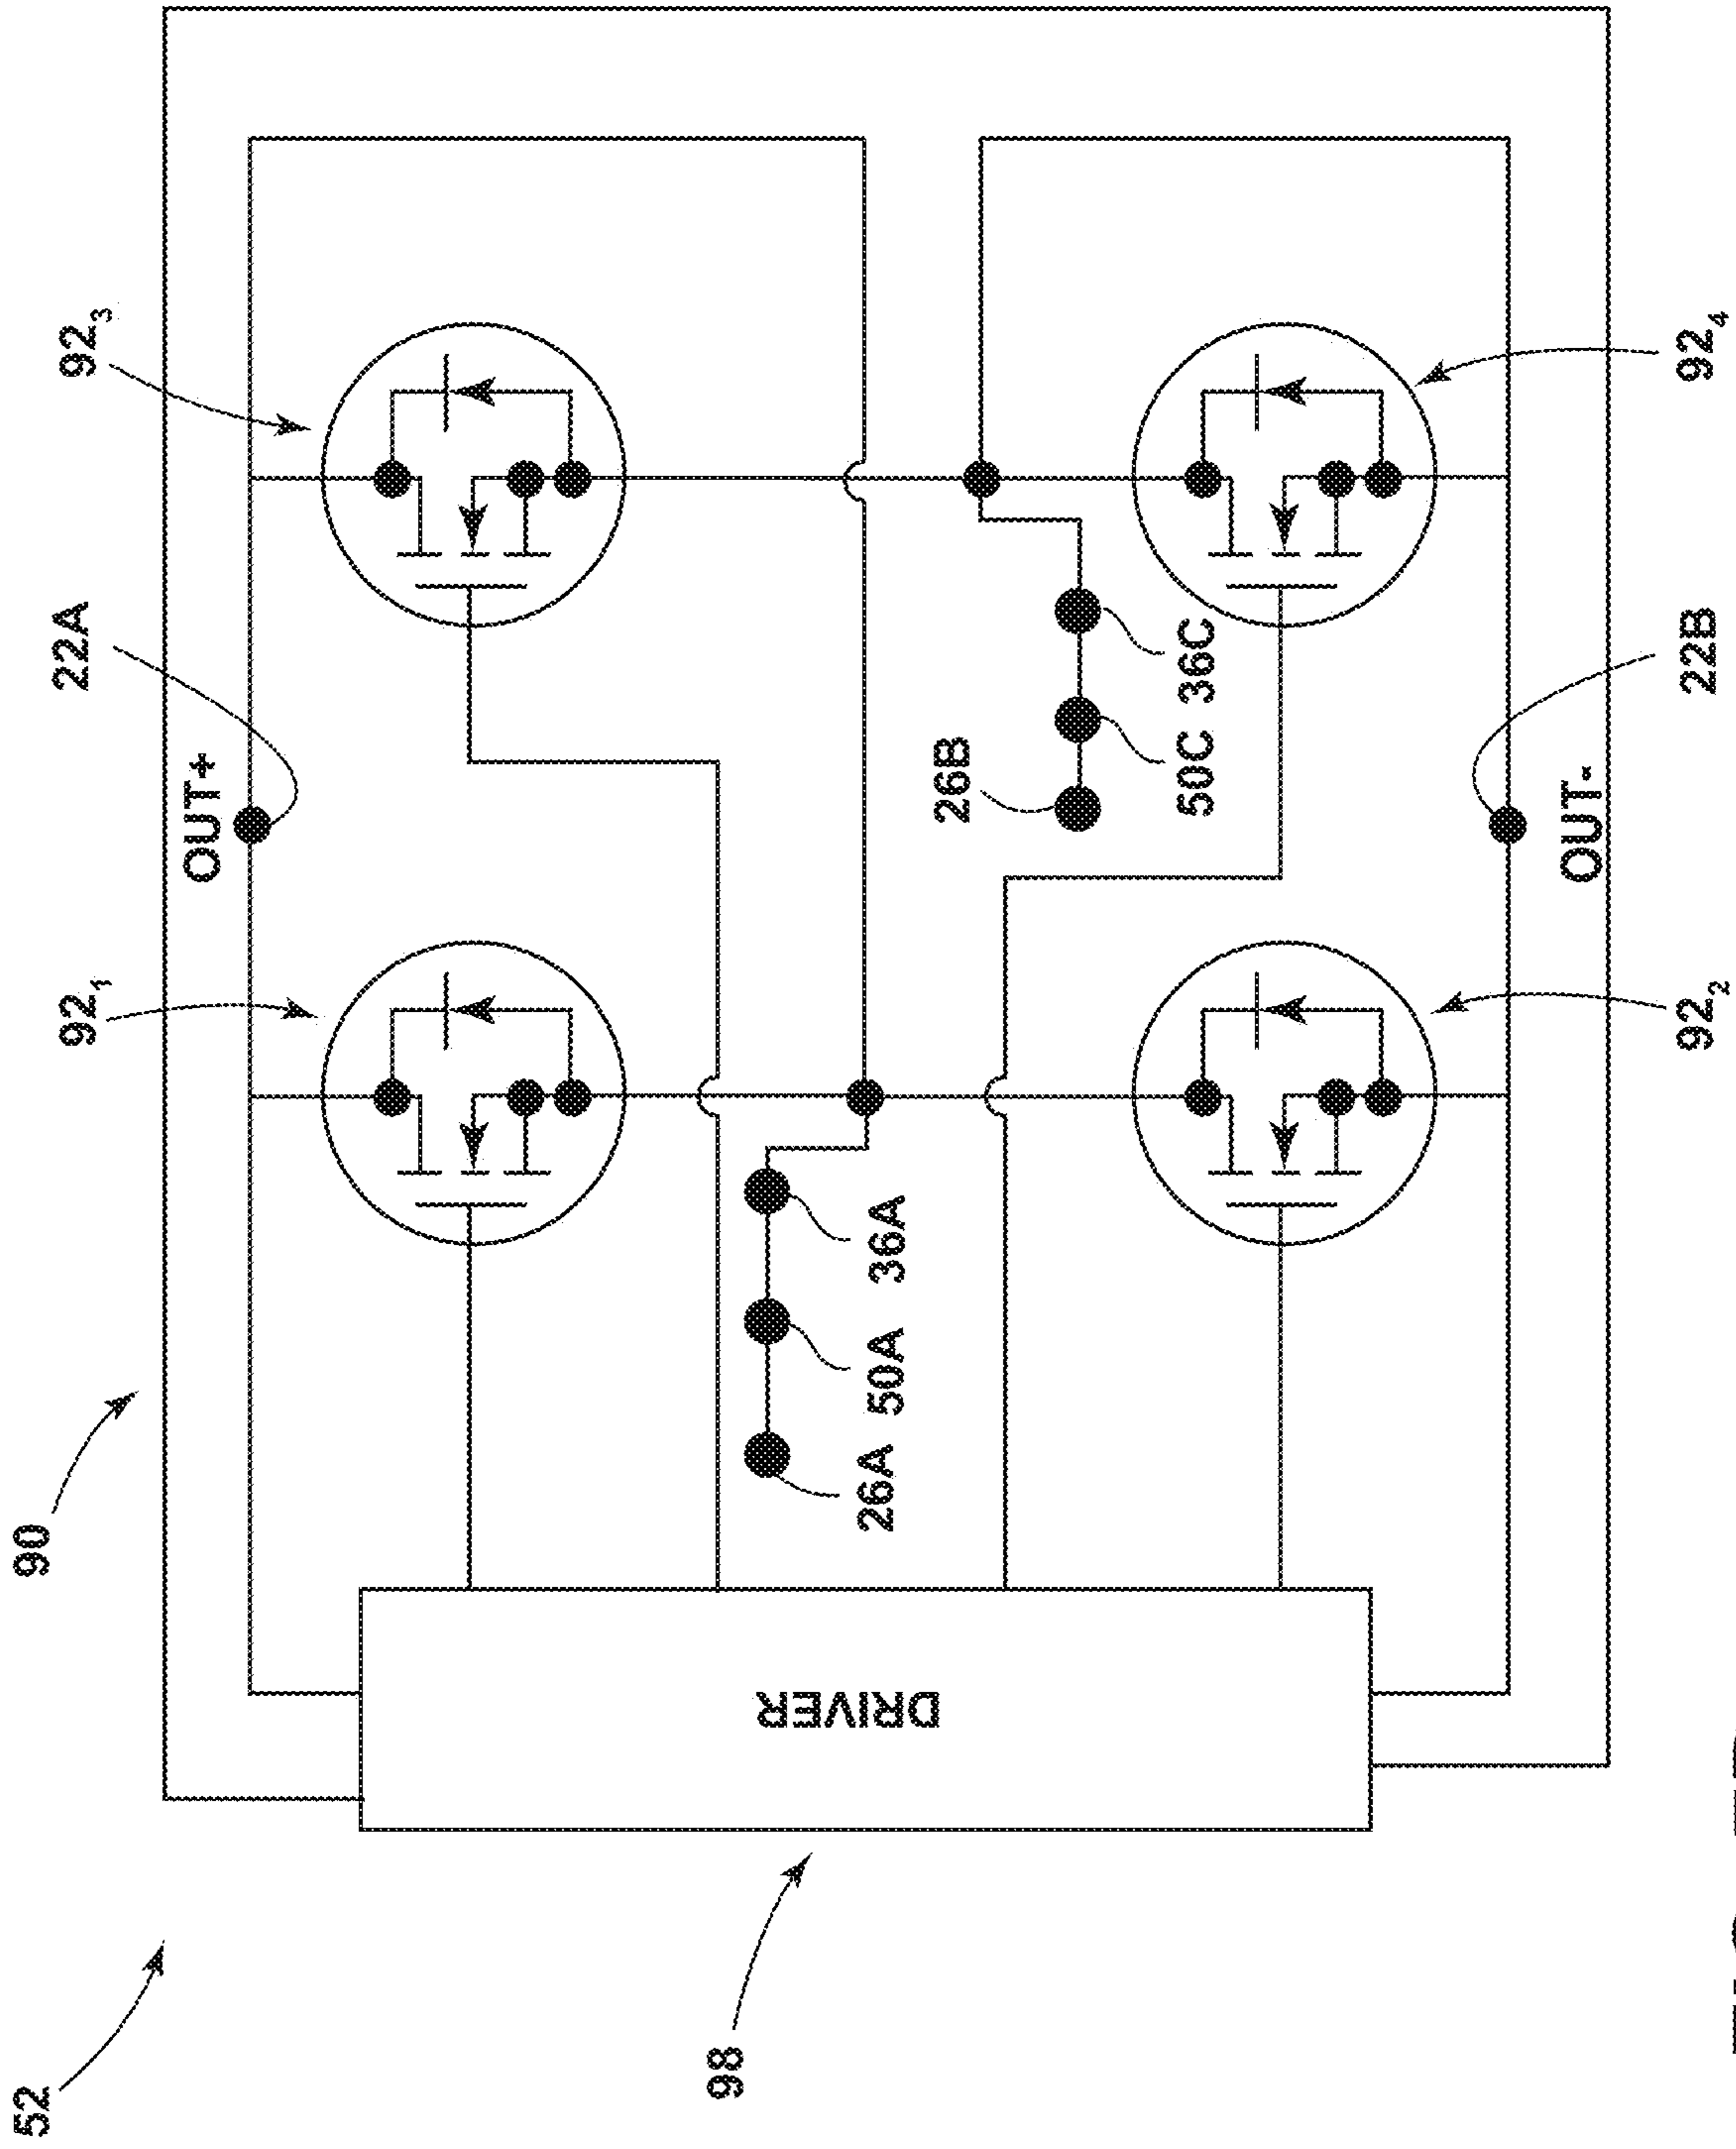 52
90
92₁
22A
92₃
OUT+
98
DRIVER
26A
50A
36A
26B
50C
36C
OUT-
92₂
22B
92₄